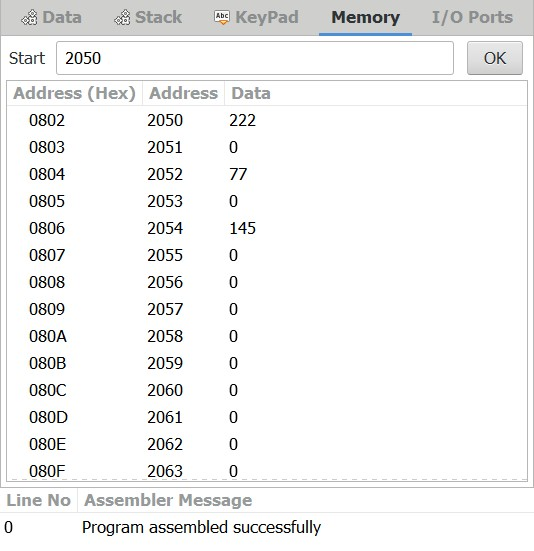 Data Stack Abc KeyPad Memory I/O Ports
Start 2050 OK
Address (Hex) Address Data
0802 2050 222
0803 2051 0
0804 2052 77
0805 2053 0
0806 2054 145
0807 2055 0
0808 2056 0
0809 2057 0
080A 2058 0
080B 2059 0
080C 2060 0
080D 2061 0
080E 2062 0
080F 2063 0
Line No Assembler Message
0 Program assembled successfully